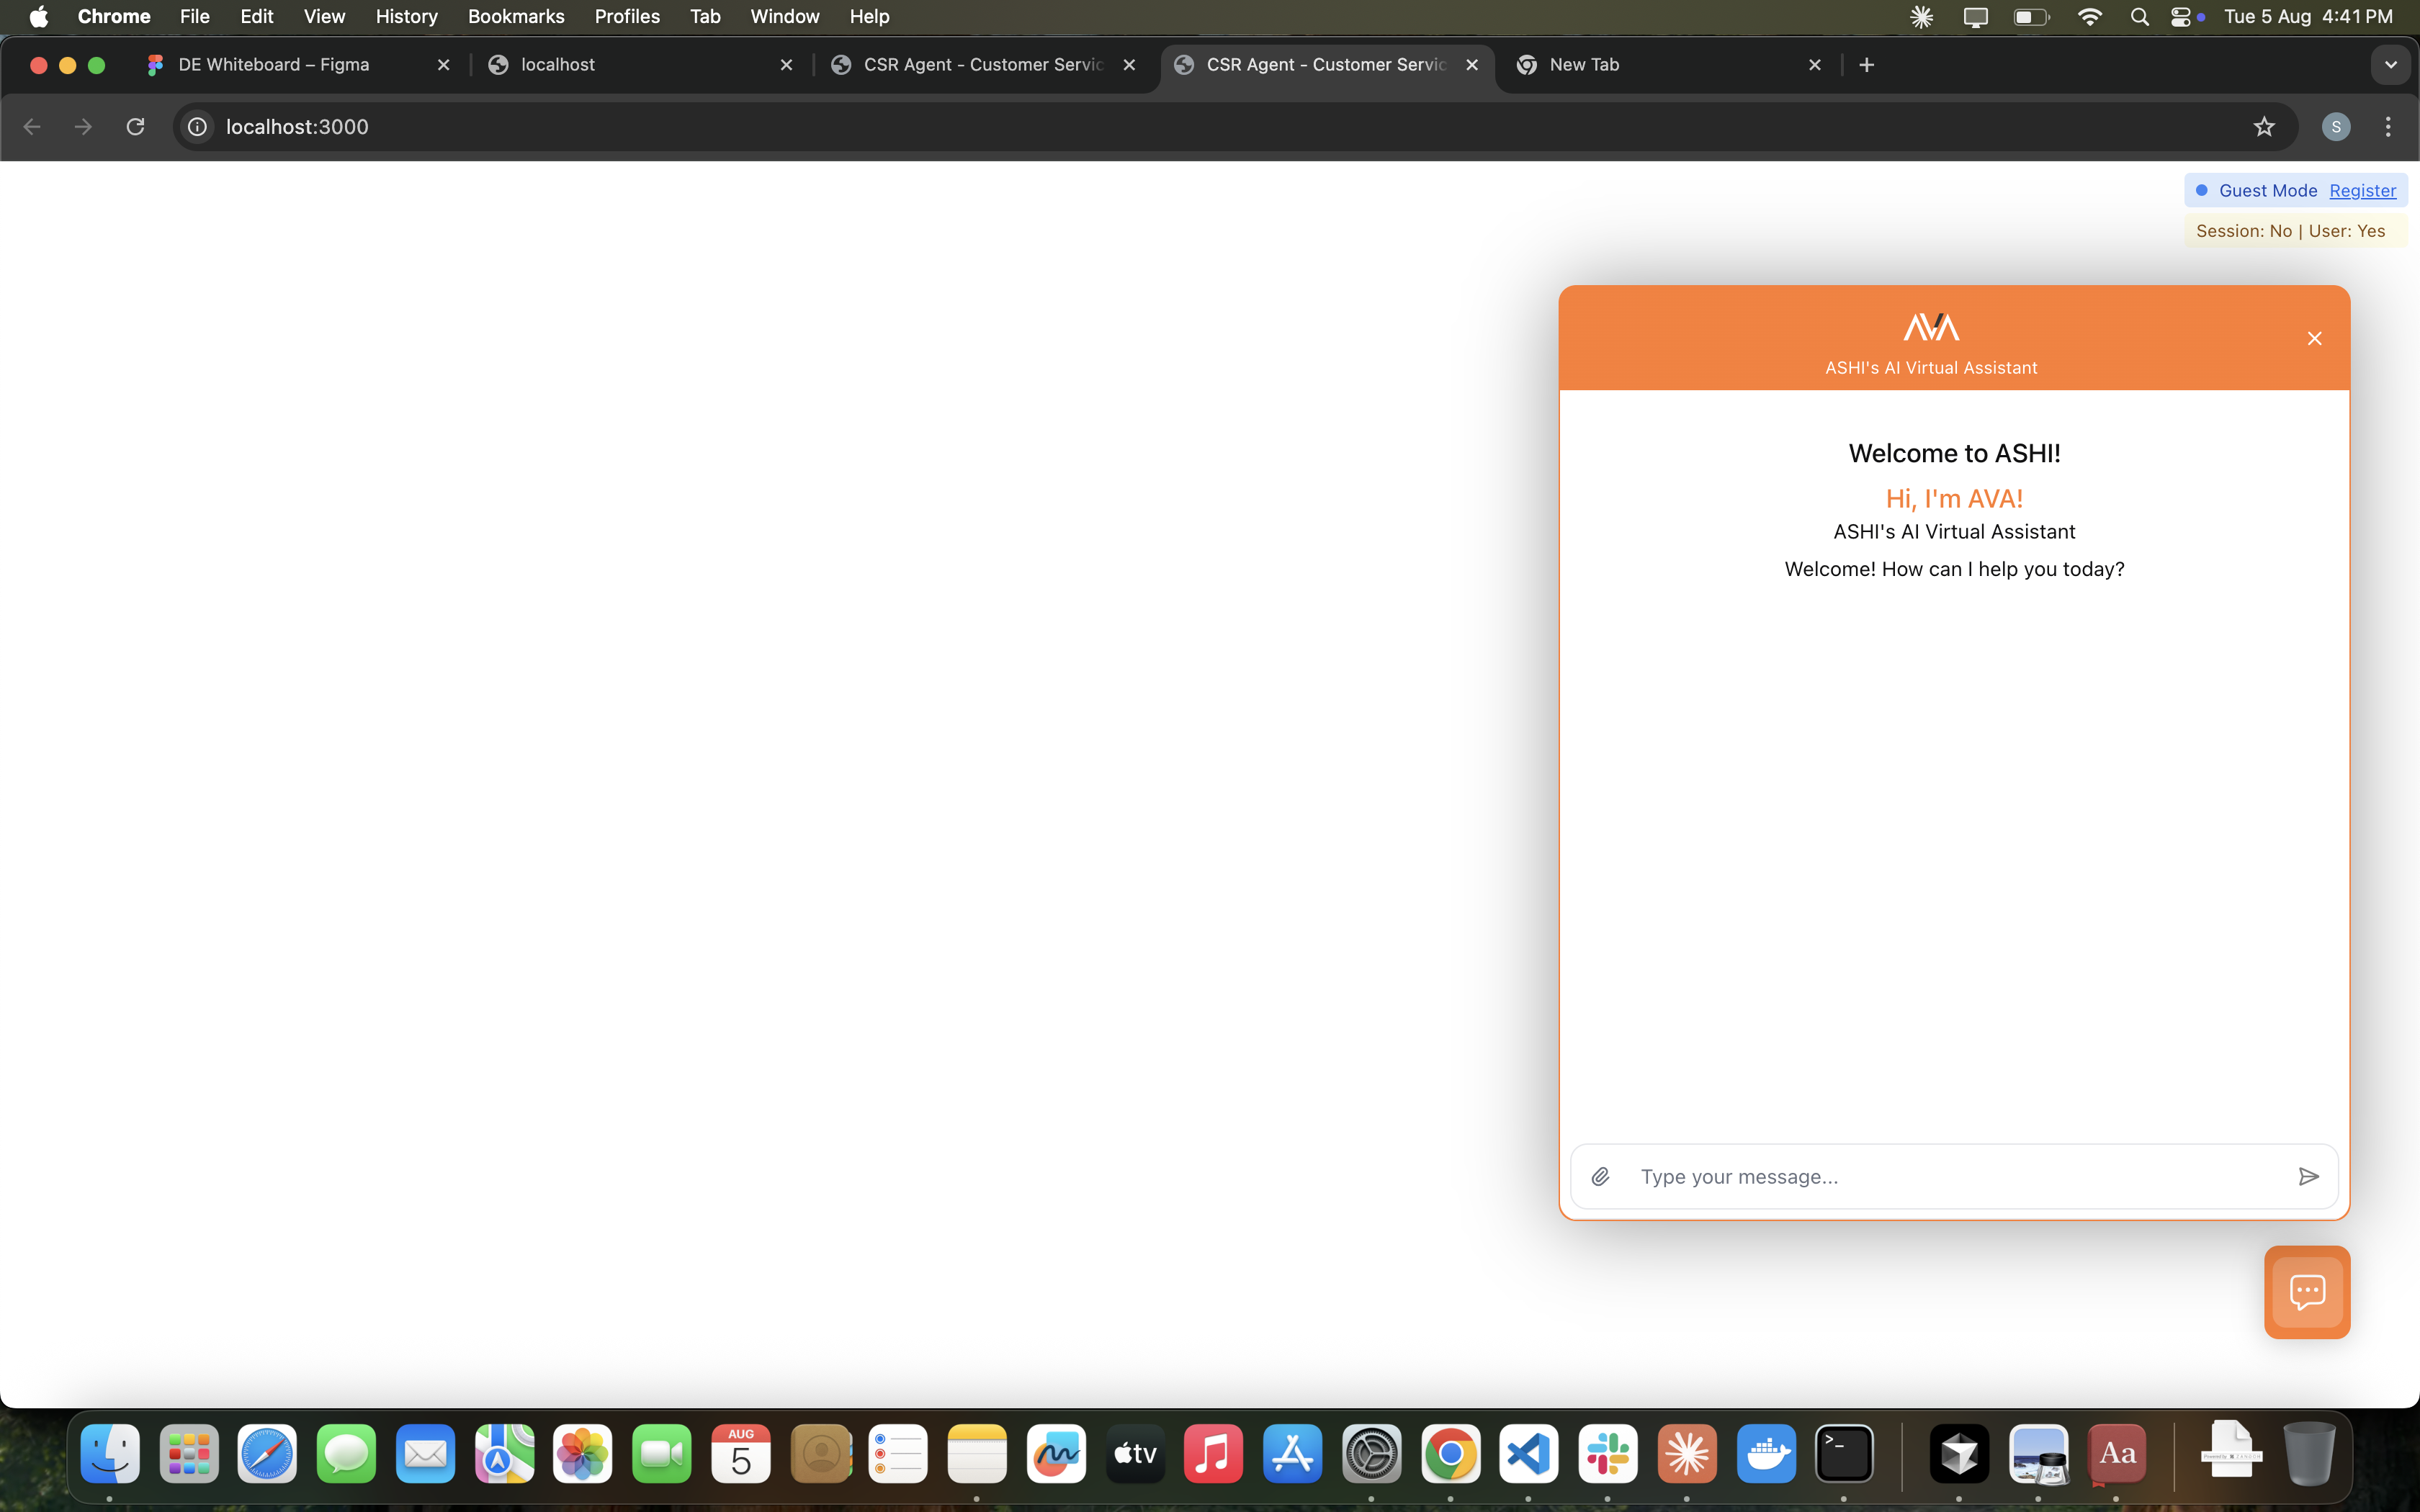 Chrome File Edit View History Bookmarks Profiles Tab Window Help Tue 5 Aug 4:41 PM
DE Whiteboard – Figma localhost CSR Agent - Customer Servic CSR Agent - Customer Servic New Tab
localhost:3000 S
Guest Mode Register
Session: No | User: Yes
AVA
ASHI's AI Virtual Assistant
Welcome to ASHI!
Hi, I'm AVA!
ASHI's AI Virtual Assistant
Welcome! How can I help you today?
Type your message...
AUG
5
tv
>_
Aa